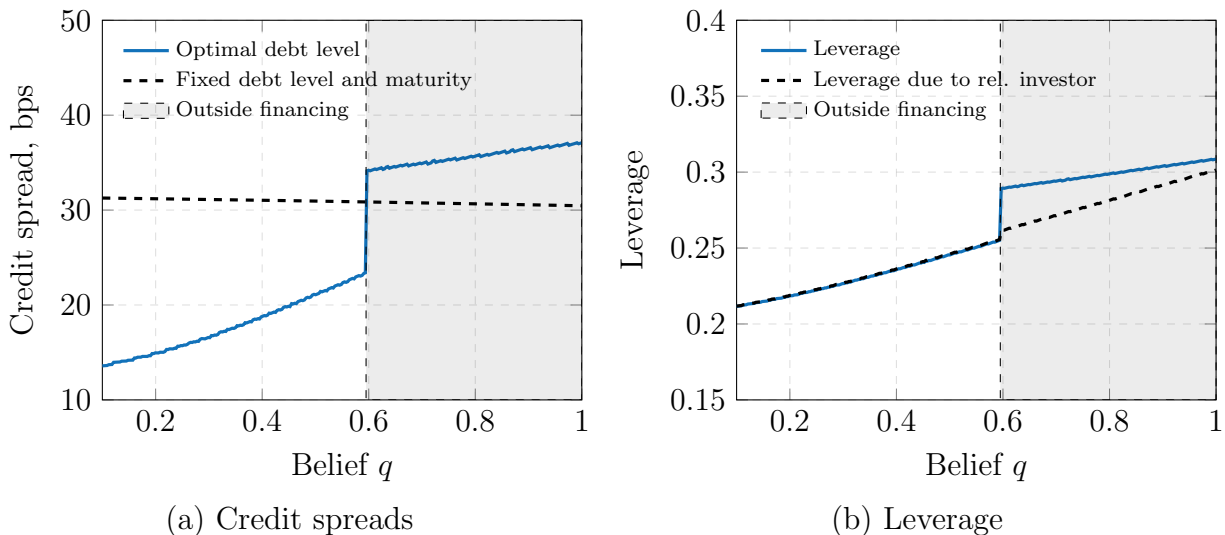 50
40
30
20
10
Credit spread, bps
Optimal debt level
Fixed debt level and maturity
Outside financing
0.2
0.4
0.6
0.8
1
Belief q
(a) Credit spreads
0.4
0.35
0.3
0.25
0.2
0.15
Leverage
Leverage
Leverage due to rel. investor
Outside financing
0.2
0.4
0.6
0.8
1
Belief q
(b) Leverage